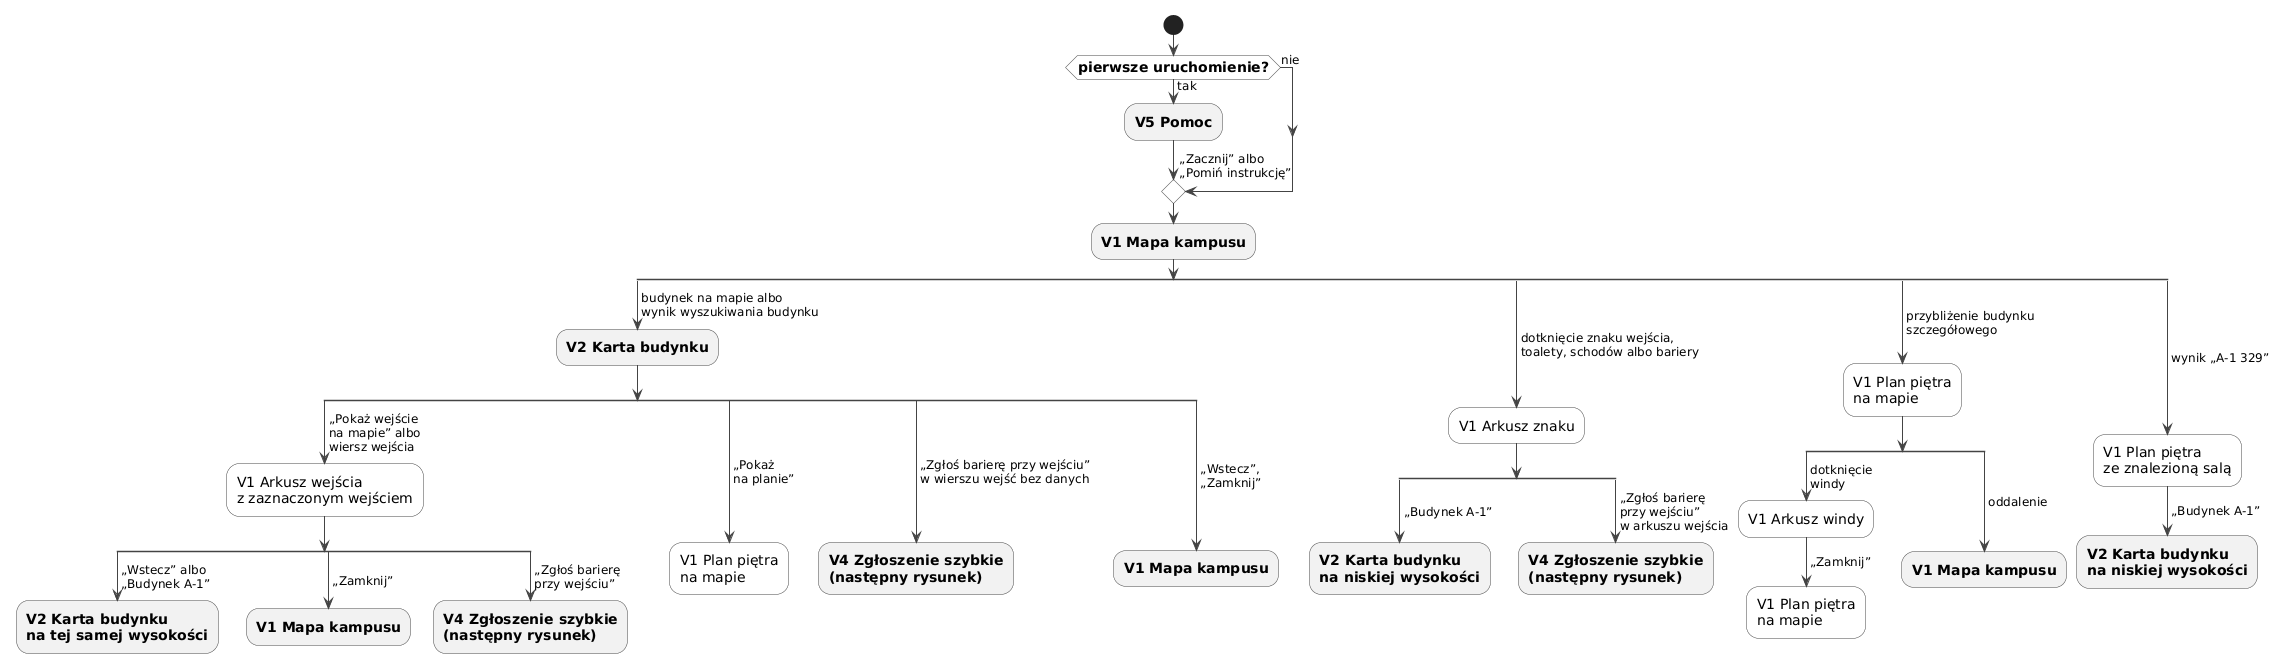 pierwsze uruchomienie?
nie
tak
V5 Pomoc
„Zacznij” albo
„Pomiń instrukcję”
V1 Mapa kampusu
budynek na mapie albo
wynik wyszukiwania budynku
V2 Karta budynku
„Pokaż wejście
na mapie” albo
wiersz wejścia
V1 Arkusz wejścia
z zaznaczonym wejściem
„Wstecz” albo
„Budynek A-1”
V2 Karta budynku
na tej samej wysokości
„Zamknij”
V1 Mapa kampusu
„Zgłoś barierę
przy wejściu”
V4 Zgłoszenie szybkie
(następny rysunek)
„Pokaż
na planie”
V1 Plan piętra
na mapie
„Zgłoś barierę przy wejściu”
w wierszu wejść bez danych
V4 Zgłoszenie szybkie
(następny rysunek)
„Wstecz”,
„Zamknij”
V1 Mapa kampusu
dotknięcie znaku wejścia,
toalety, schodów albo bariery
V1 Arkusz znaku
„Budynek A-1”
V2 Karta budynku
na niskiej wysokości
„Zgłoś barierę
przy wejściu”
w arkuszu wejścia
V4 Zgłoszenie szybkie
(następny rysunek)
przybliżenie budynku
szczegółowego
V1 Plan piętra
na mapie
dotknięcie
windy
V1 Arkusz windy
„Zamknij”
V1 Plan piętra
na mapie
oddalenie
V1 Mapa kampusu
wynik „A-1 329”
V1 Plan piętra
ze znalezioną salą
„Budynek A-1”
V2 Karta budynku
na niskiej wysokości